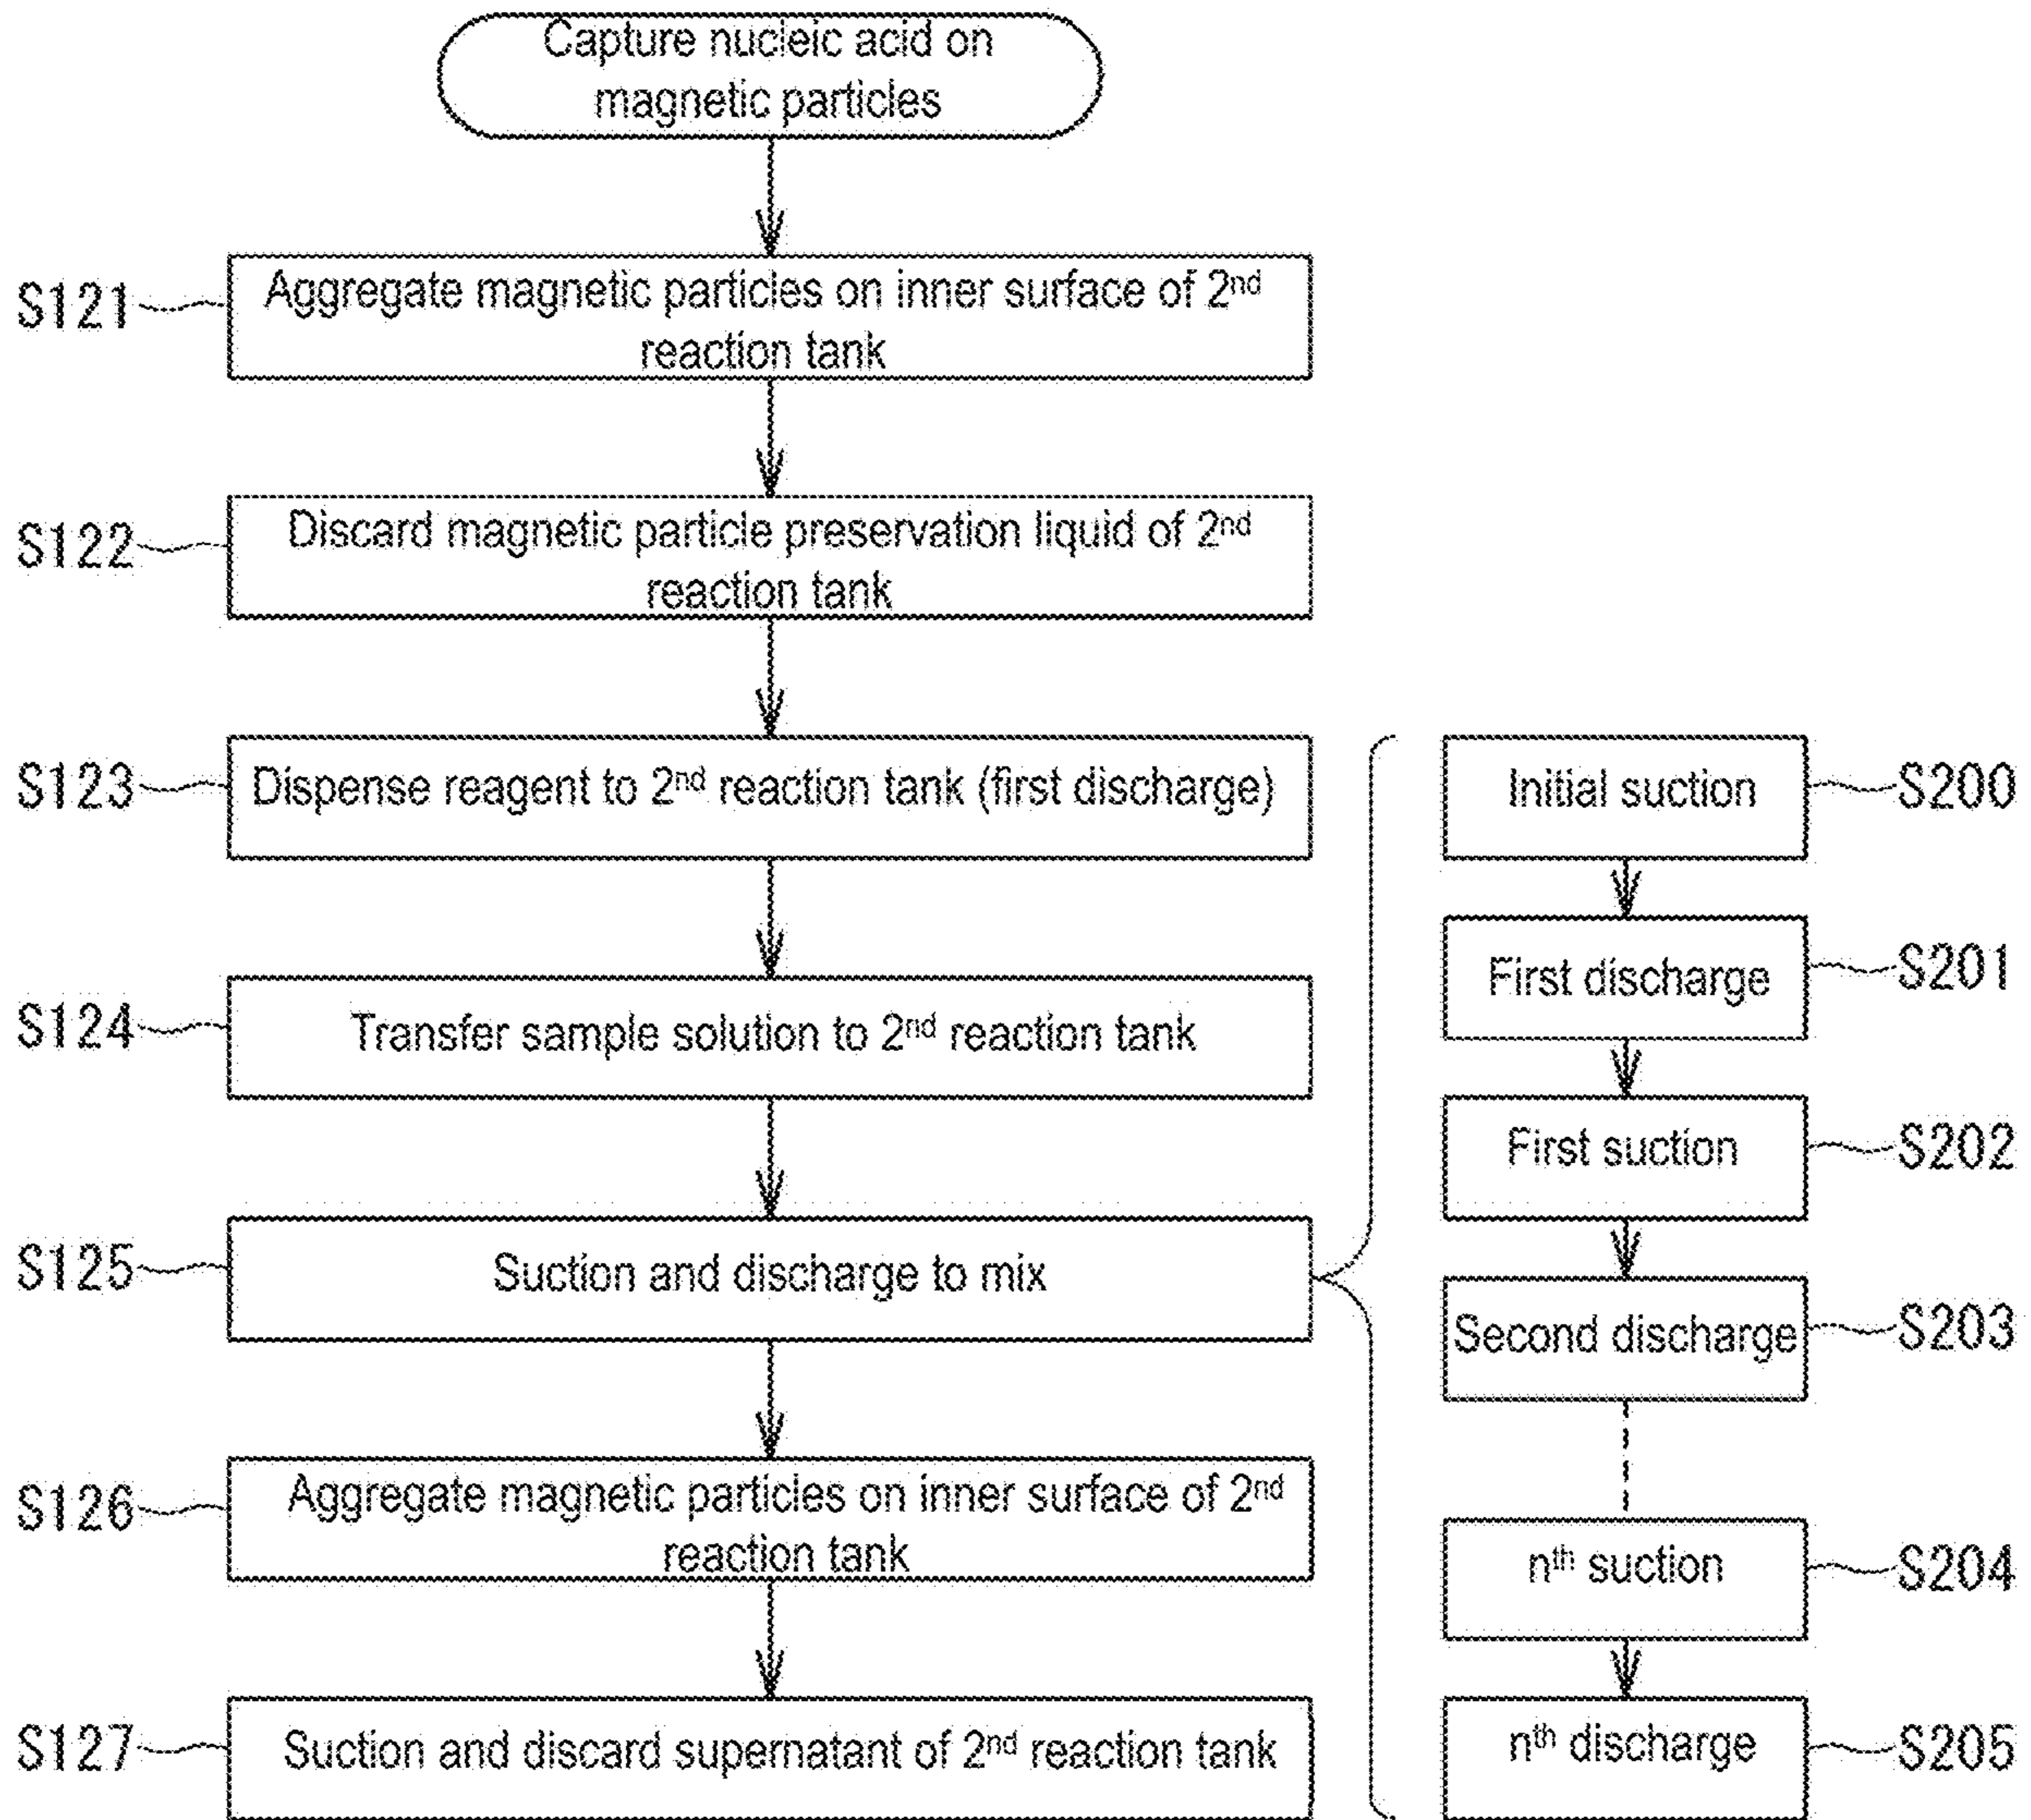 Capture nucleic acid on
magnetic particles
S121
Aggregate magnetic particles on inner surface of 2nd
reaction tank
S122
Discard magnetic particle preservation liquid of 2nd
reaction tank
S123
Dispense reagent to 2nd reaction tank (first discharge)
S124
Transfer sample solution to 2nd reaction tank
S125
Suction and discharge to mix
S126
Aggregate magnetic particles on inner surface of 2nd
reaction tank
S127
Suction and discard supernatant of 2nd reaction tank
Initial suction
S200
First discharge
S201
First suction
S202
Second discharge
S203
nth suction
S204
nth discharge
S205